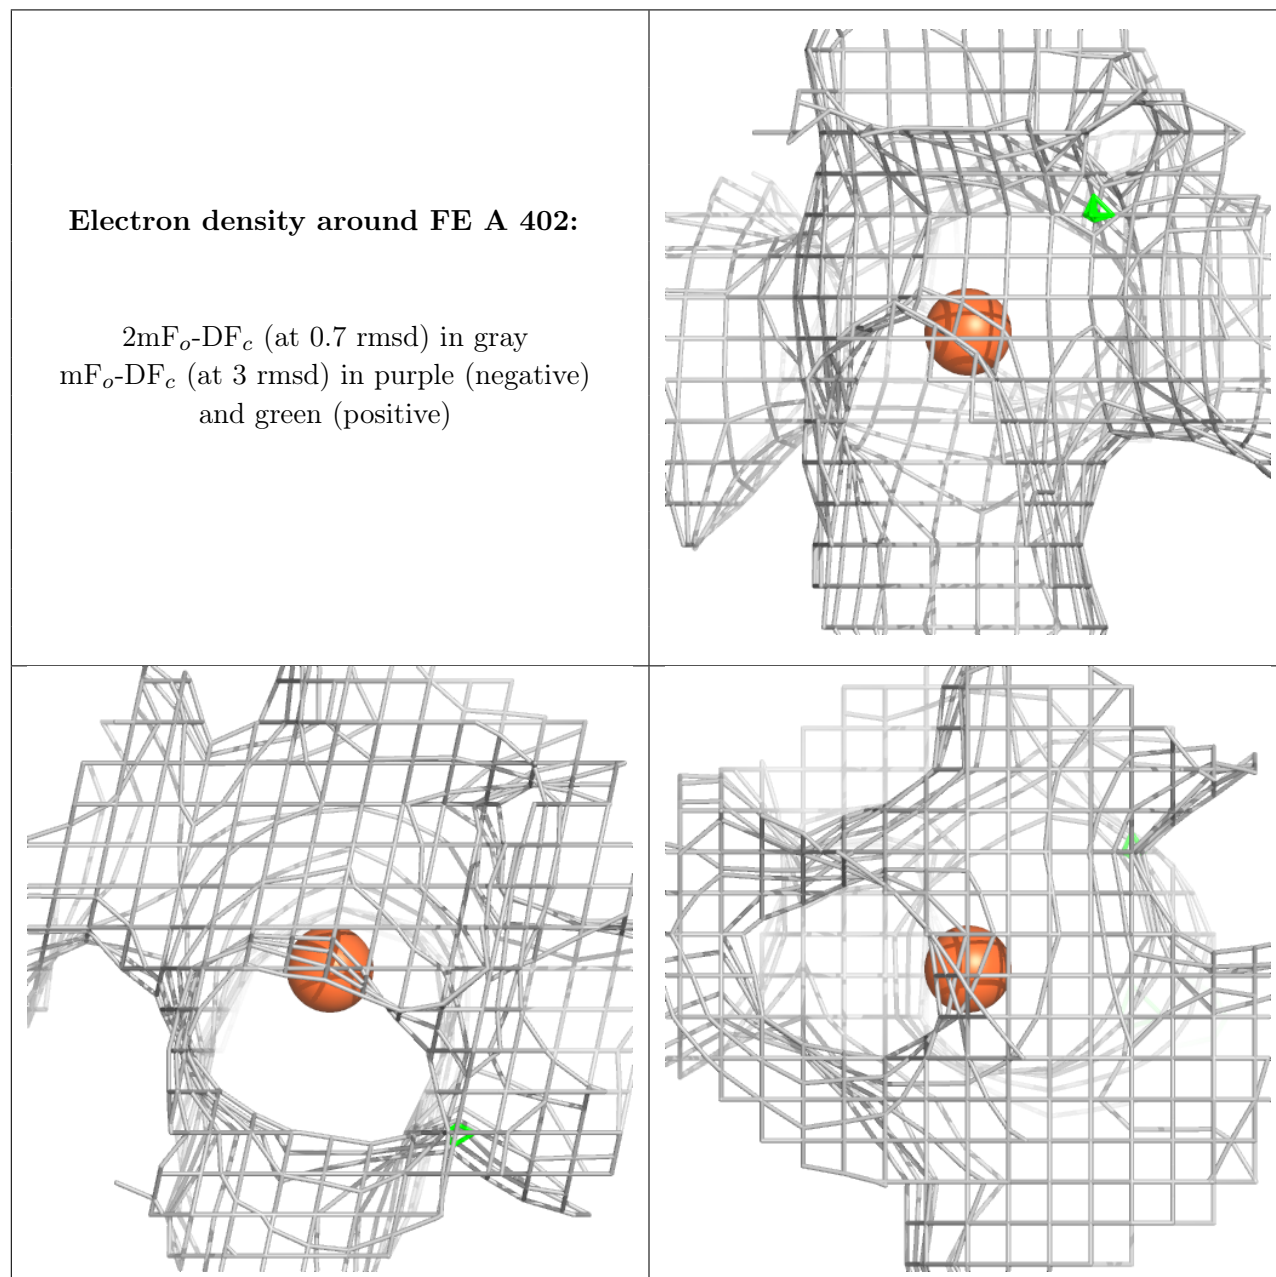 Electron density around FE A 402:
2mFo-DFc (at 0.7 rmsd) in gray
mFo-DFc (at 3 rmsd) in purple (negative)
and green (positive)